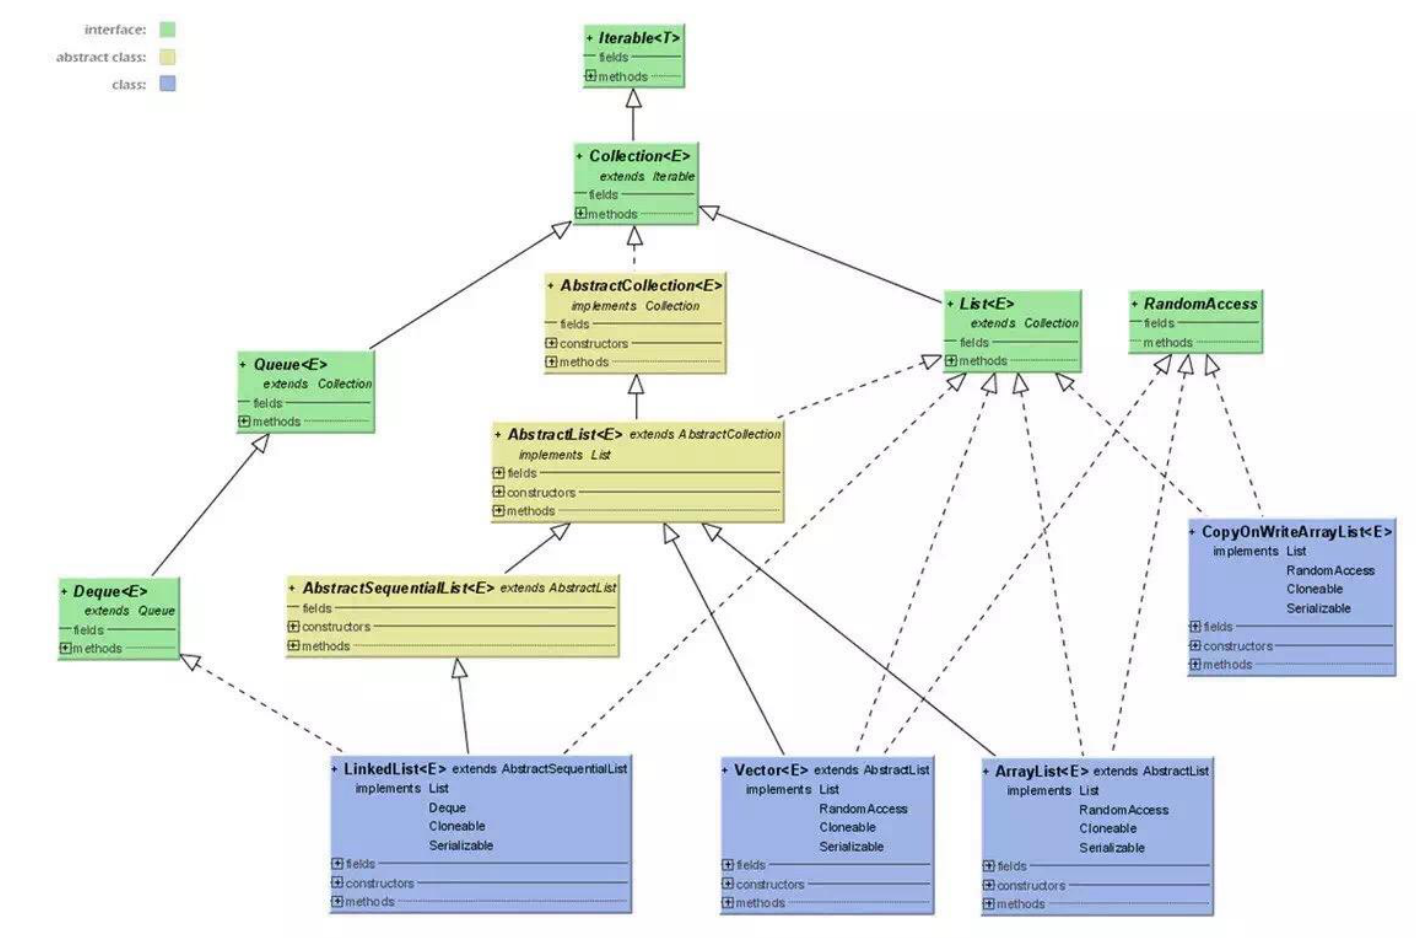 interface:
abstract class:
class:
+ Iterable<T>
fields
methods
+ Collection<E>
extends Iterable
fields
methods
+ AbstractCollection<E>
implements Collection
fields
constructors
methods
+ List<E>
extends Collection
fields
methods
+ RandomAccess
fields
methods
+ Queue<E>
extends Collection
fields
methods
+ AbstractList<E> extends AbstractCollection
implements List
fields
constructors
methods
+ CopyOnWriteArrayList<E>
implements List
RandomAccess
Cloneable
Serializable
fields
constructors
methods
+ Deque<E>
extends Queue
fields
methods
+ AbstractSequentialList<E> extends AbstractList
fields
constructors
methods
+ LinkedList<E> extends AbstractSequentialList
implements List
Deque
Cloneable
Serializable
fields
constructors
methods
+ Vector<E> extends AbstractList
implements List
RandomAccess
Cloneable
Serializable
fields
constructors
methods
+ ArrayList<E> extends AbstractList
implements List
RandomAccess
Cloneable
Serializable
fields
constructors
methods